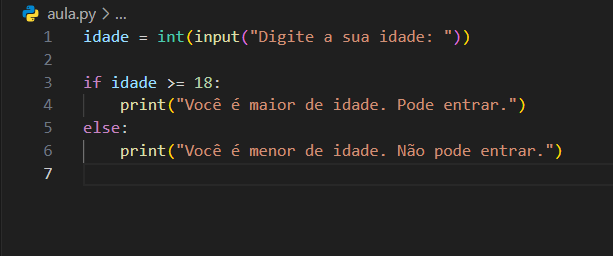 aula.py > ...
1 idade = int(input("Digite a sua idade: "))
2
3 if idade >= 18:
4     print("Você é maior de idade. Pode entrar.")
5 else:
6     print("Você é menor de idade. Não pode entrar.")
7